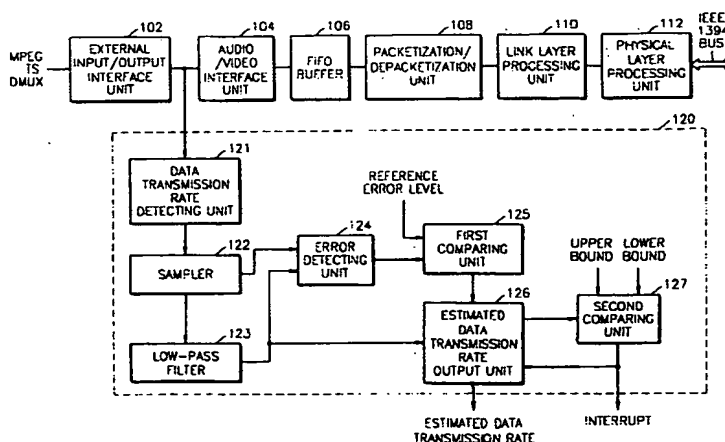 102
104
106
108
110
112
IEEE
1394
BUS
MPEG
TS
DMUX
EXTERNAL
INPUT/OUTPUT
INTERFACE
UNIT
AUDIO
/VIDEO
INTERFACE
UNIT
FIFO
BUFFER
PACKETIZATION/
DEPACKETIZATION
UNIT
LINK LAYER
PROCESSING
UNIT
PHYSICAL
LAYER
PROCESSING
UNIT
120
121
DATA
TRANSMISSION
RATE
DETECTING UNIT
122
SAMPLER
123
LOW-PASS
FILTER
124
ERROR
DETECTING
UNIT
REFERENCE
ERROR LEVEL
125
FIRST
COMPARING
UNIT
126
ESTIMATED
DATA
TRANSMISSION
RATE
OUTPUT UNIT
UPPER
BOUND
LOWER
BOUND
127
SECOND
COMPARING
UNIT
ESTIMATED DATA
TRANSMISSION RATE
INTERRUPT